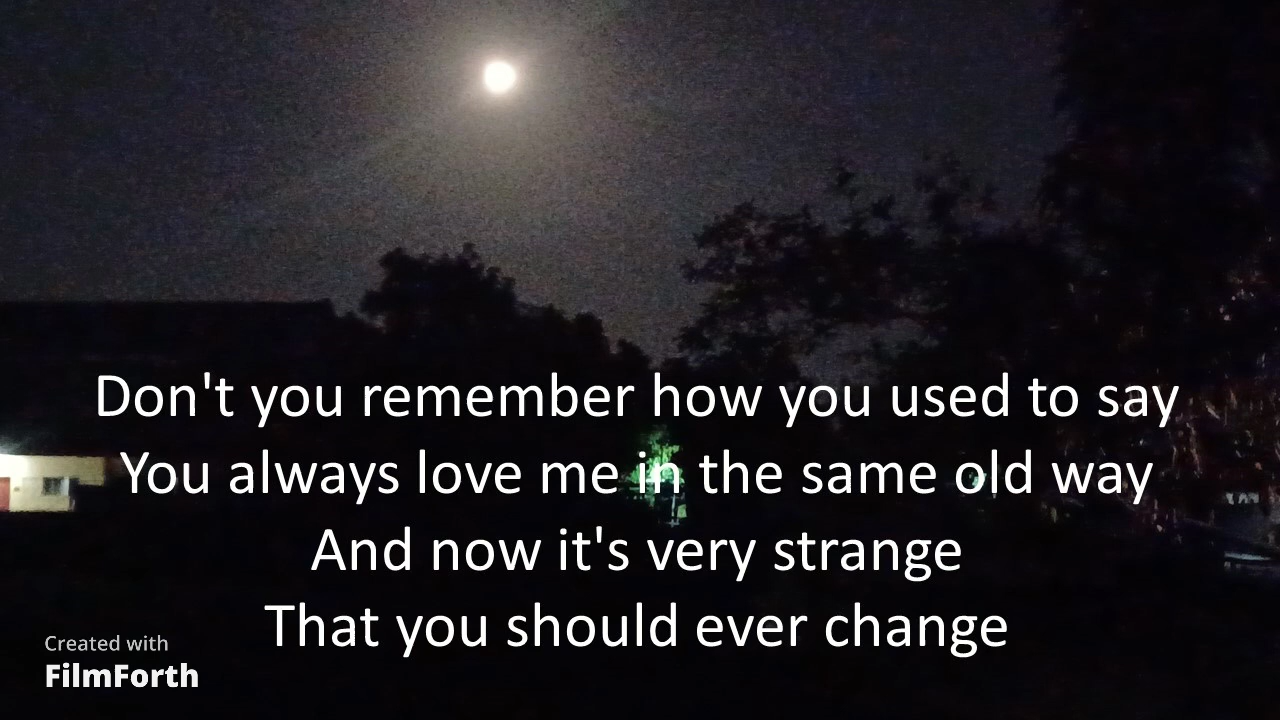 Don't you remember how you used to say
You always love me in the same old way
And now it's very strange
That you should ever change
Created with
FilmForth